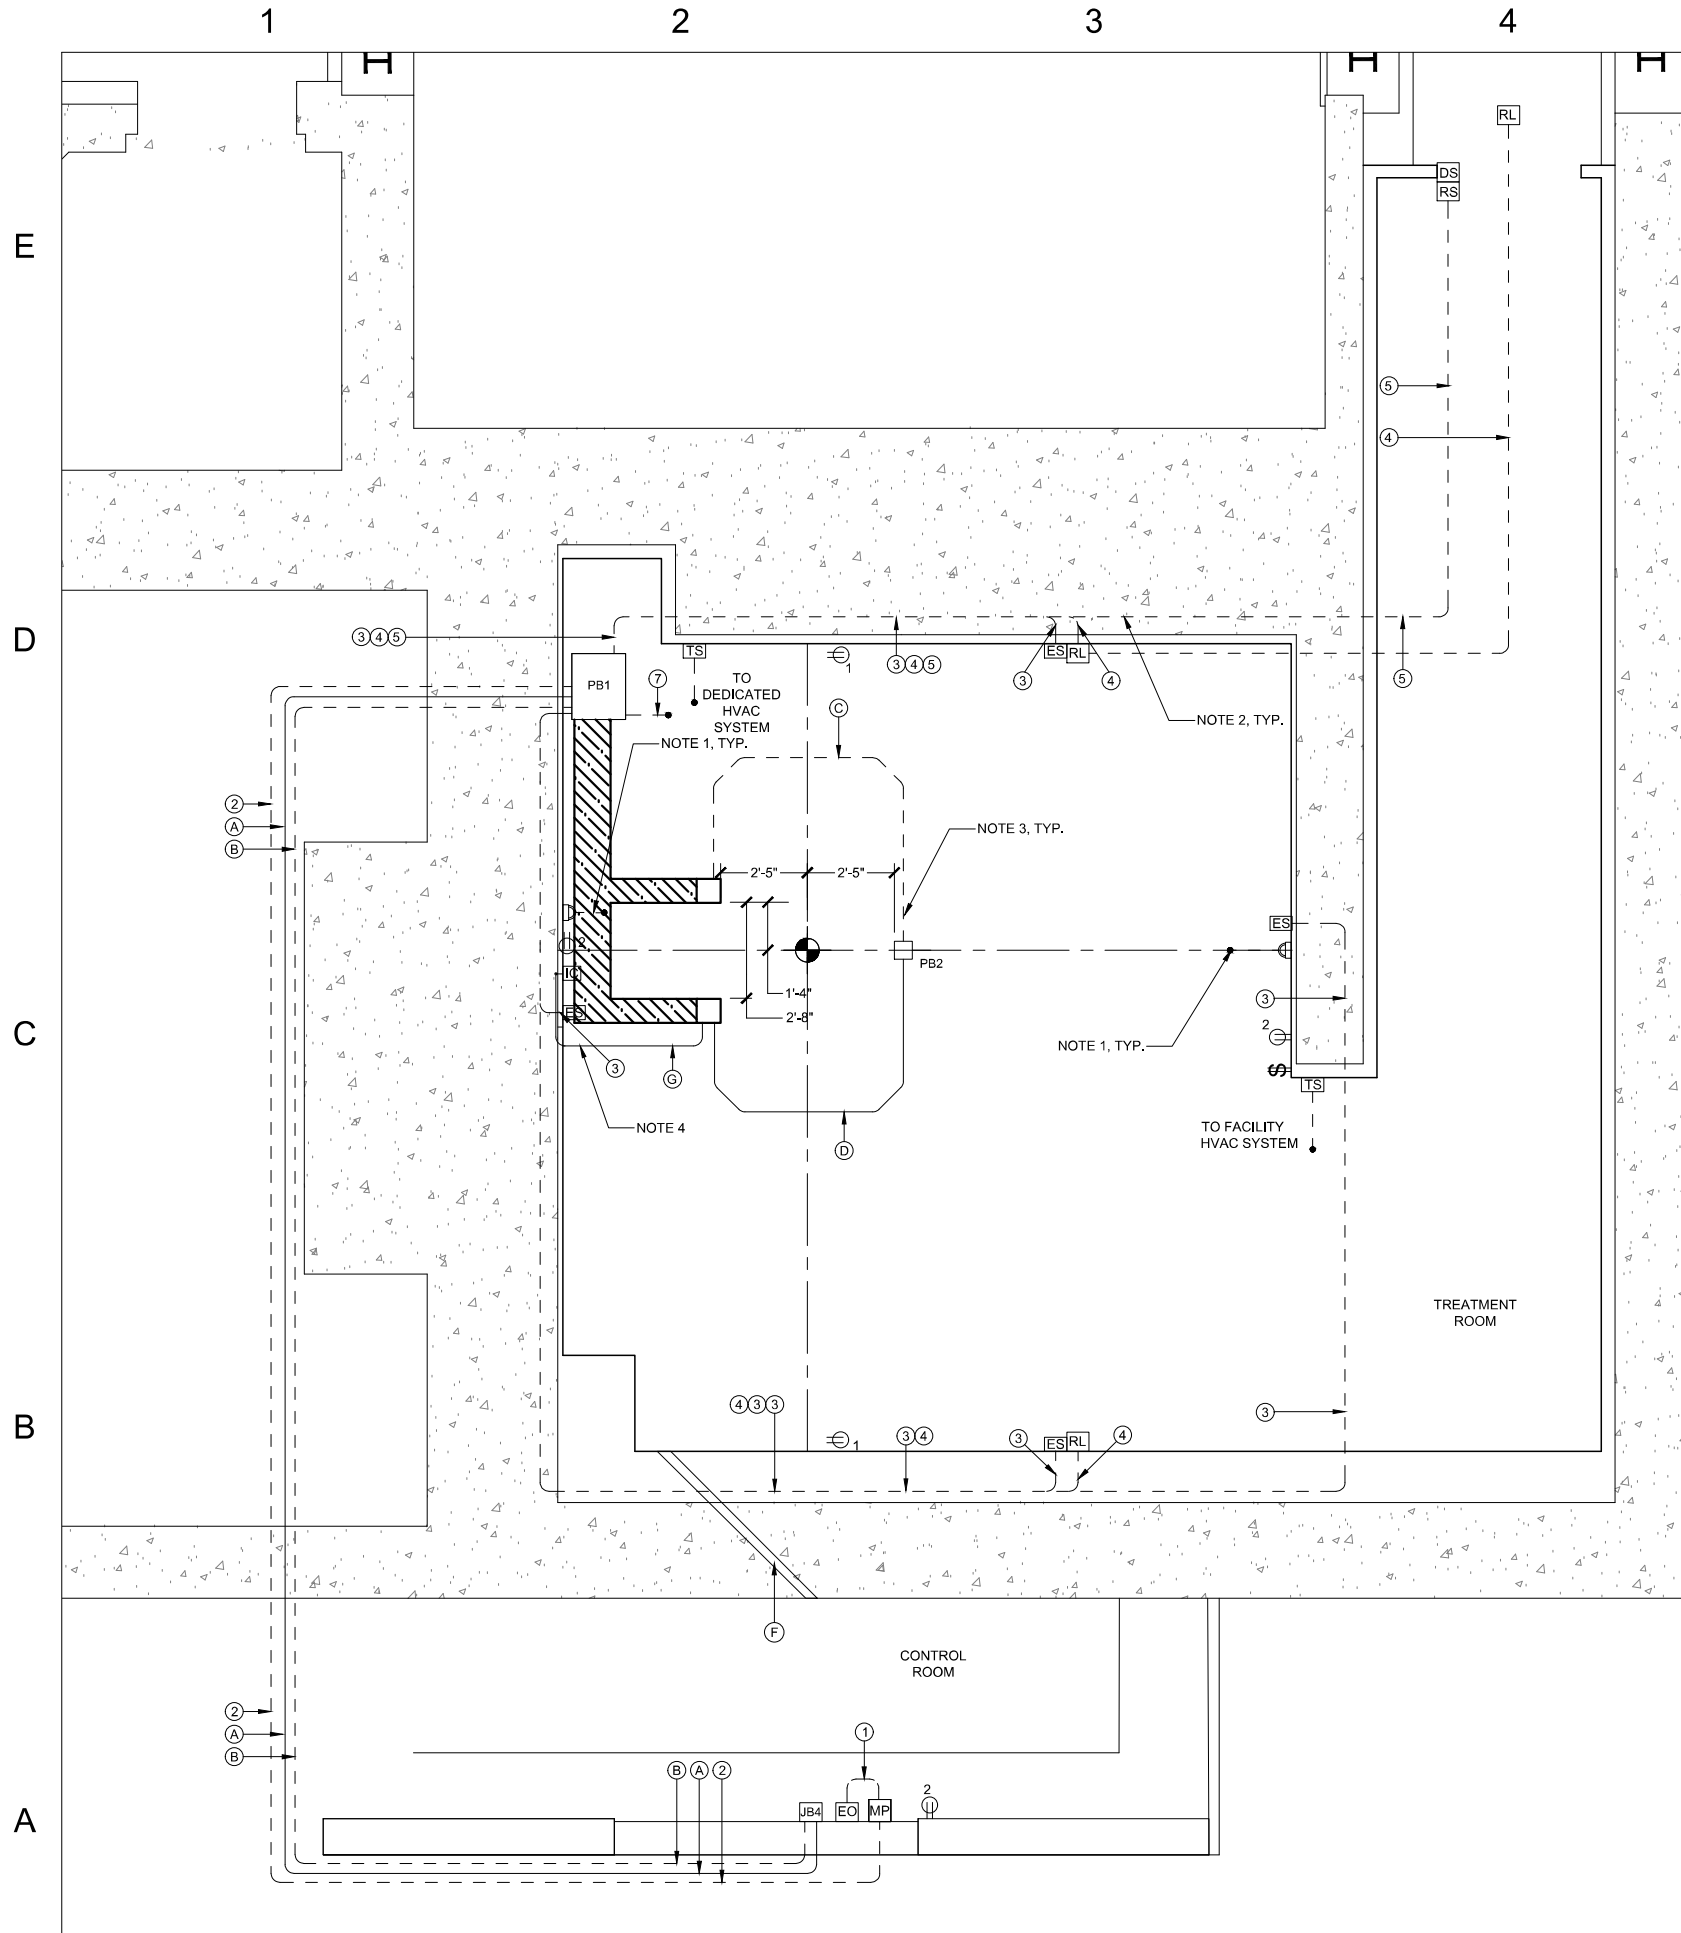 1 2 3 4
H H H
RL
DS
RS
E
5
4
D
3 4 5
TS
1
ES RL
3 4 5
3
4
5
PB1
7
TO
DEDICATED
HVAC
SYSTEM
C
NOTE 2, TYP.
NOTE 1, TYP.
2
A
B
NOTE 3, TYP.
2'-5" 2'-5"
2
ES
PB2
IC
1'-4"
2'-8"
ES
3
C
2
NOTE 1, TYP.
3
G
$
TS
NOTE 4
D
TO FACILITY
HVAC SYSTEM
TREATMENT
ROOM
B
4 3 3
3
1
3 4
3
ES RL
4
F
CONTROL
ROOM
2
A
B
1
B A 2
2
JB4 EO MP
A